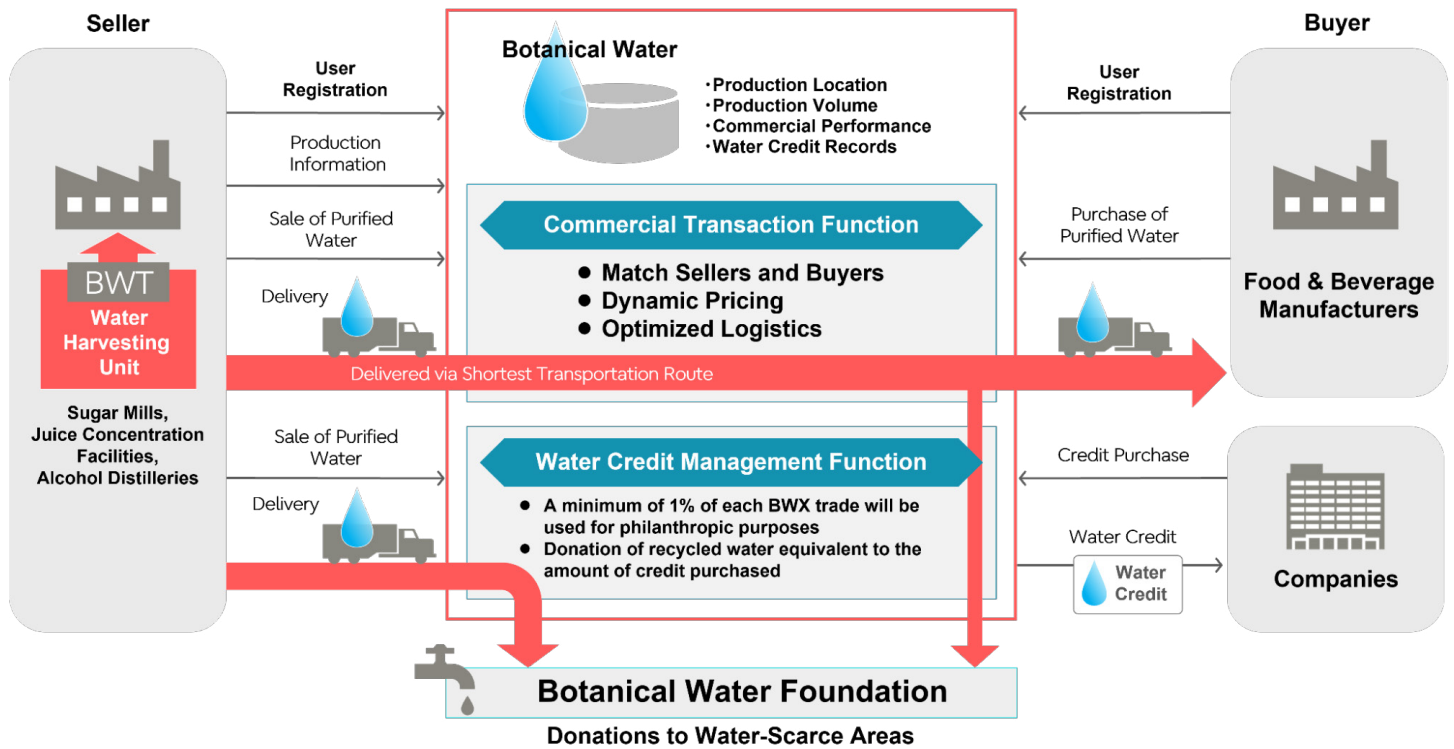 Seller
Buyer
Botanical Water
・Production Location
・Production Volume
・Commercial Performance
・Water Credit Records
User
Registration
Production
Information
Sale of Purified
Water
Delivery
BWT
Water
Harvesting
Unit
Sugar Mills,
Juice Concentration
Facilities,
Alcohol Distilleries
Commercial Transaction Function
● Match Sellers and Buyers
● Dynamic Pricing
● Optimized Logistics
Delivered via Shortest Transportation Route
User
Registration
Purchase of
Purified Water
Food & Beverage
Manufacturers
Sale of Purified
Water
Delivery
Water Credit Management Function
● A minimum of 1% of each BWX trade will be
used for philanthropic purposes
● Donation of recycled water equivalent to the
amount of credit purchased
Credit Purchase
Water Credit
Water
Credit
Companies
Botanical Water Foundation
Donations to Water-Scarce Areas